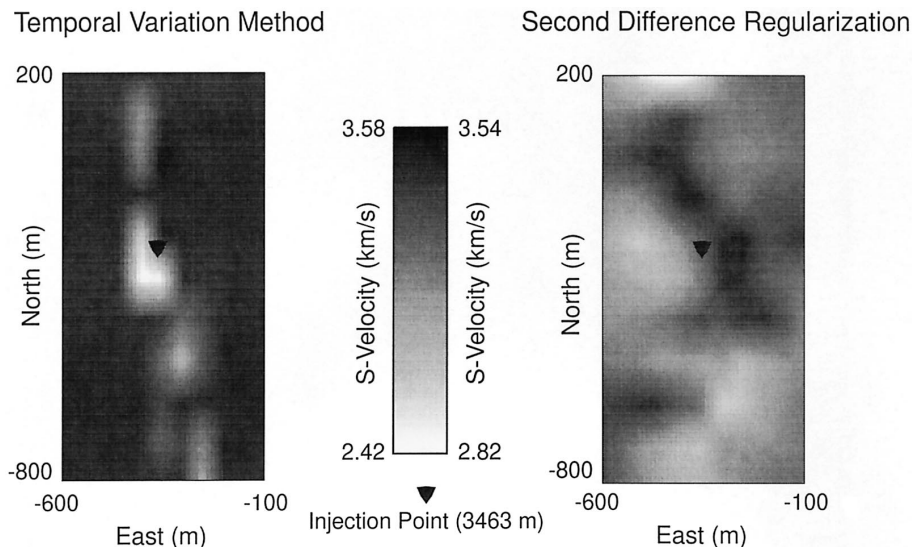 Temporal Variation Method
Second Difference Regularization
200
North (m)
-800
-600
-100
East (m)
3.58
3.54
S-Velocity (km/s)
S-Velocity (km/s)
2.42
2.82
Injection Point (3463 m)
200
North (m)
-800
-600
-100
East (m)